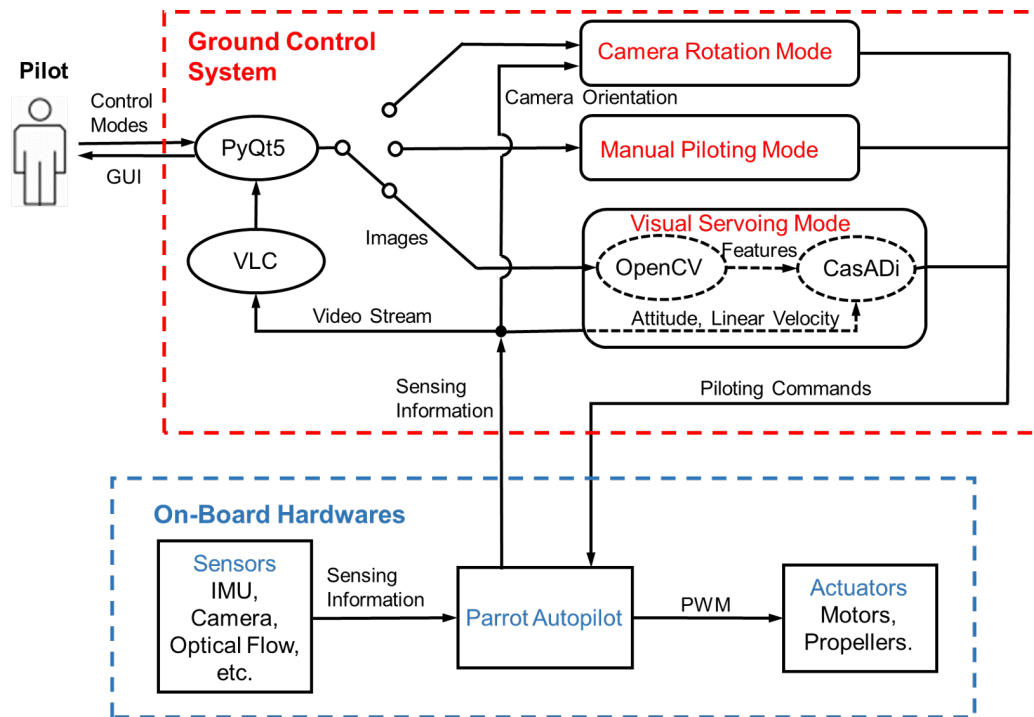 Ground Control
System
Pilot
Control
Modes
GUI
PyQt5
VLC
Images
Video Stream
Camera Rotation Mode
Camera Orientation
Manual Piloting Mode
Visual Servoing Mode
Features
OpenCV
CasADi
Attitude, Linear Velocity
Sensing
Information
Piloting Commands
On-Board Hardwares
Sensors
IMU,
Camera,
Optical Flow,
etc.
Sensing
Information
Parrot Autopilot
PWM
Actuators
Motors,
Propellers.